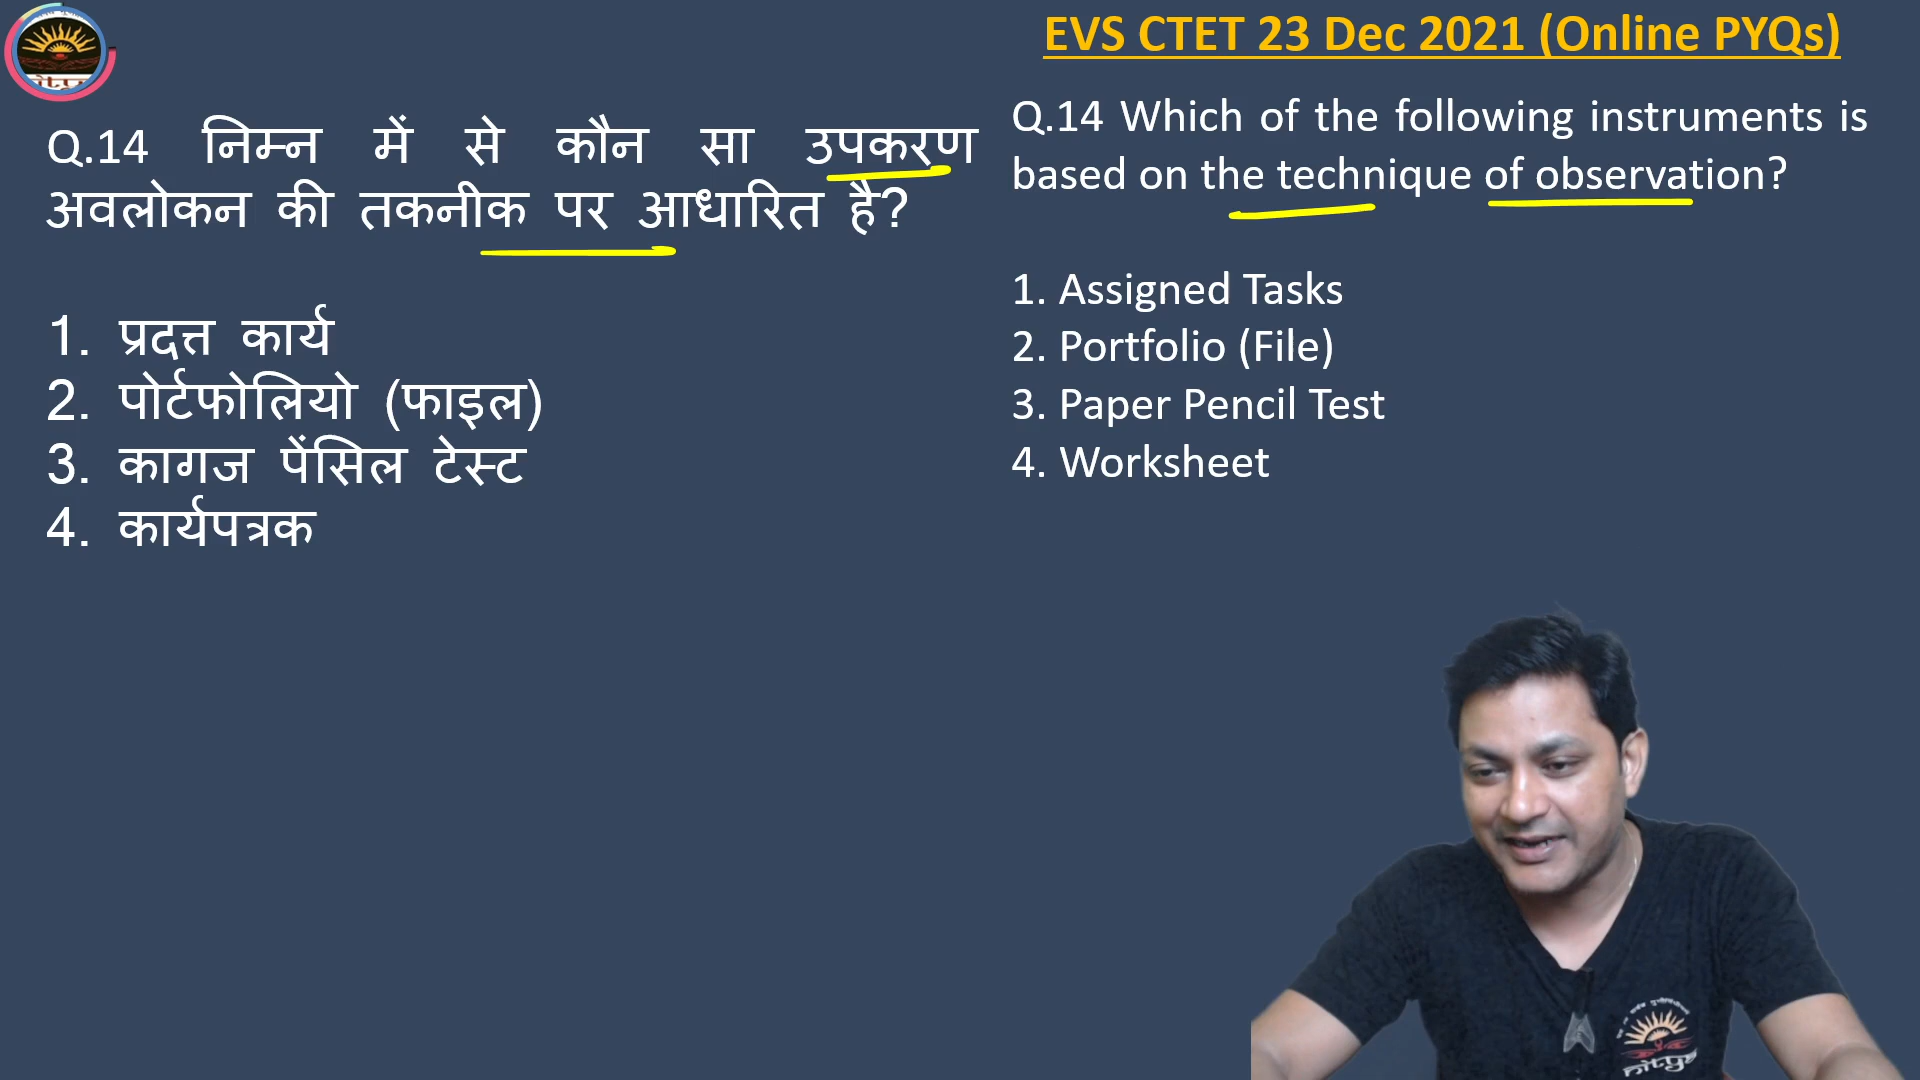 EVS CTET 23 Dec 2021 (Online PYQs)
Q.14 निम्न में से कौन सा उपकरण
अवलोकन की तकनीक पर आधारित है?
1. प्रदत्त कार्य
2. पोर्टफोलियो (फाइल)
3. कागज पेंसिल टेस्ट
4. कार्यपत्रक
Q.14 Which of the following instruments is
based on the technique of observation?
1. Assigned Tasks
2. Portfolio (File)
3. Paper Pencil Test
4. Worksheet